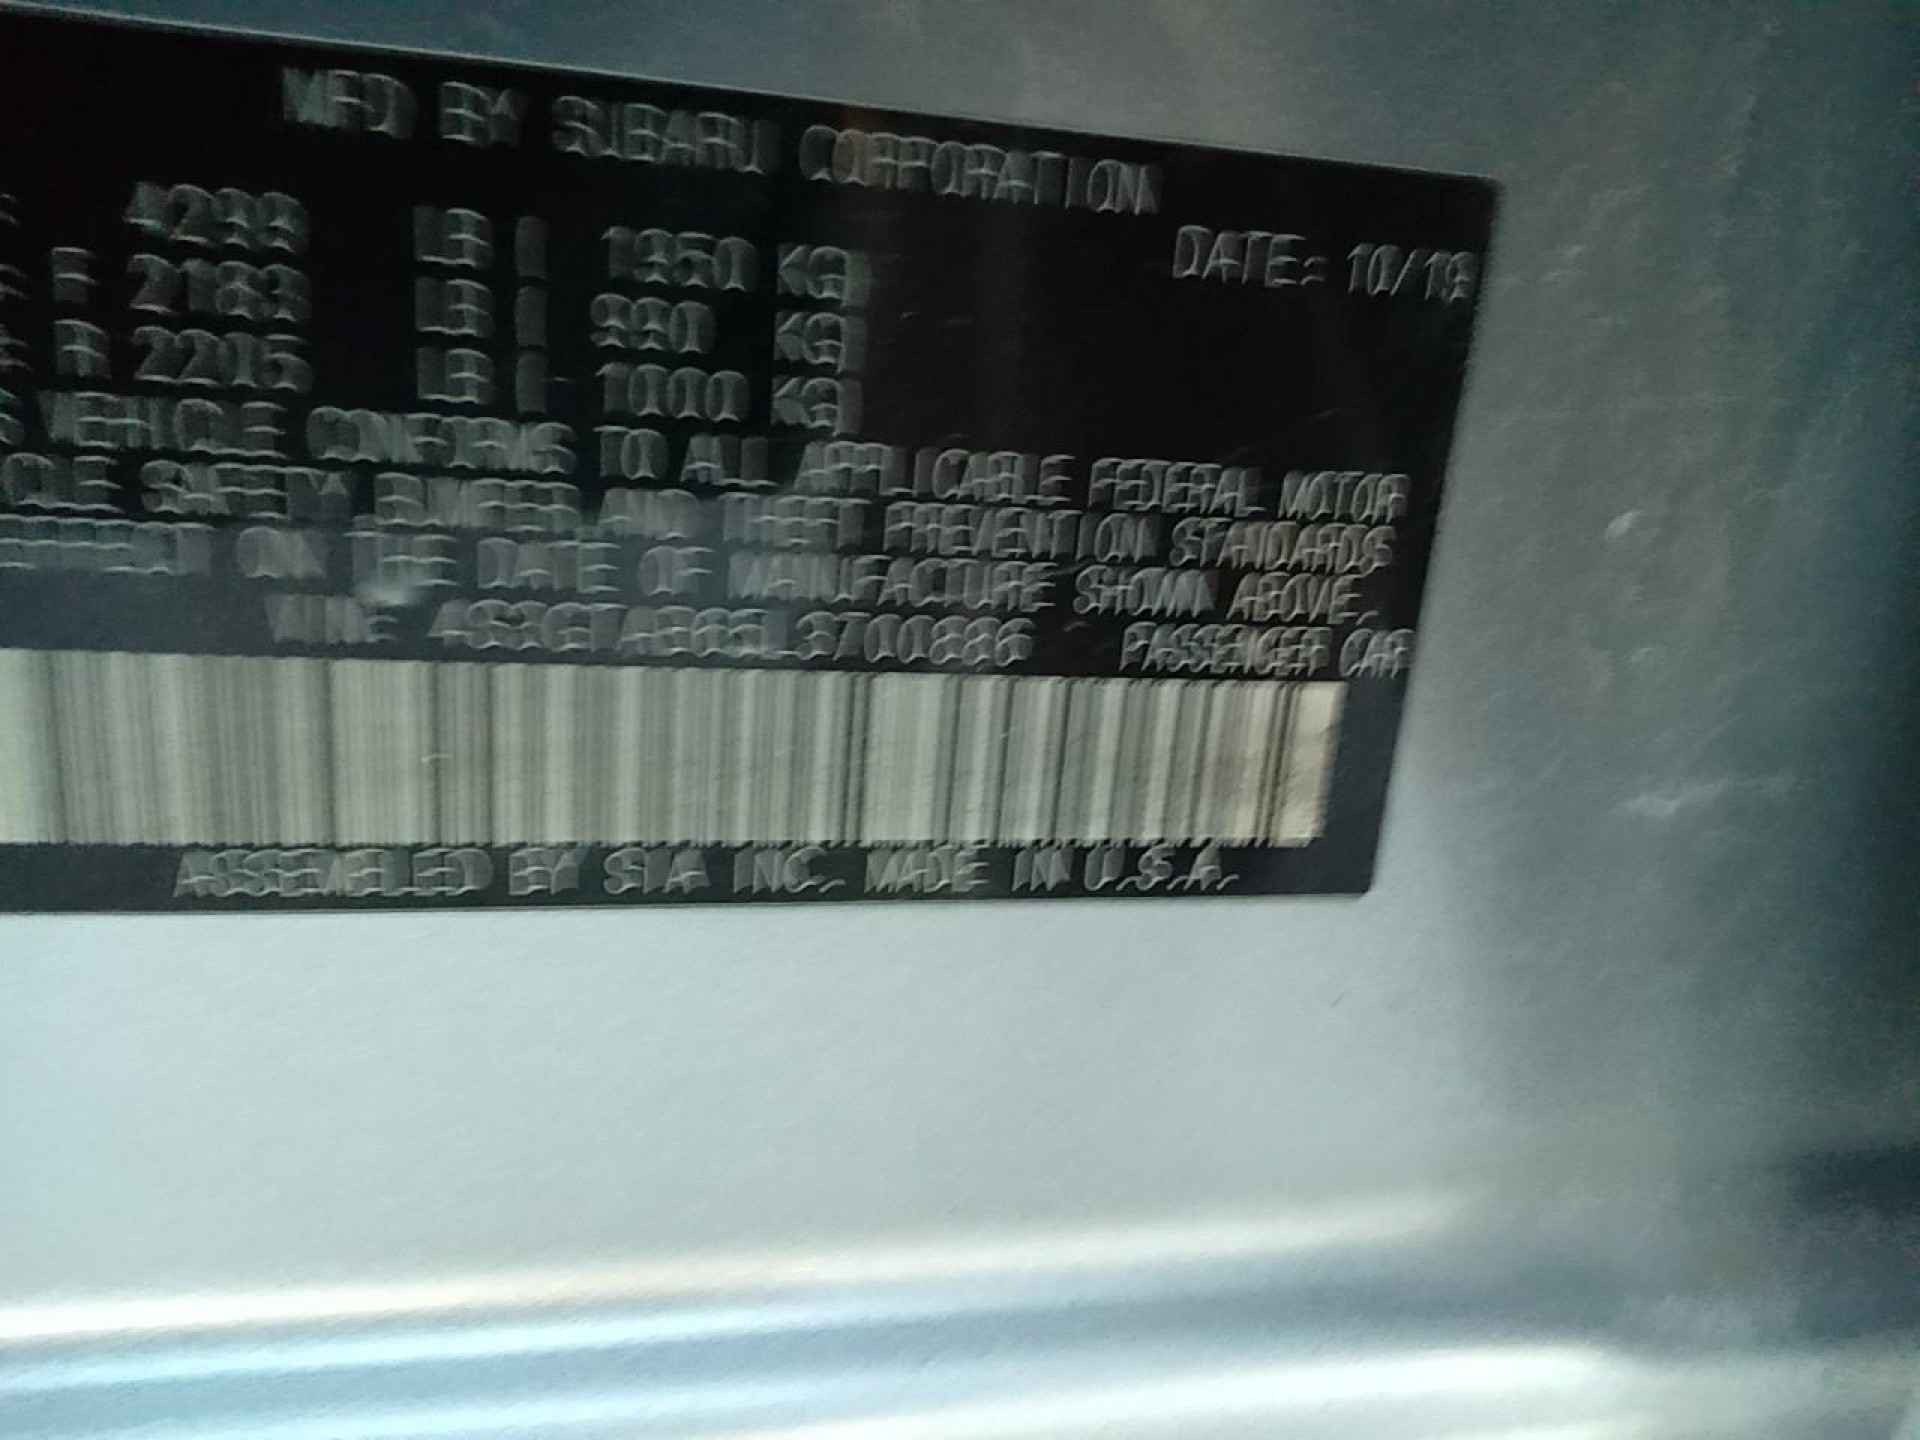 MFD BY SUBARU CORPORATION
DATE: 10/19
LB 1950 KG
F 2183 LB 990 KG
R 2205 LB 1000 KG
VEHICLE CONFORMS TO ALL APPLICABLE FEDERAL MOTOR
SAFETY BUMPER AND THEFT PREVENTION STANDARDS
ON THE DATE OF MANUFACTURE SHOWN ABOVE.
PASSENGER CAR
ASSEMBLED BY SIA INC. MADE IN U.S.A.